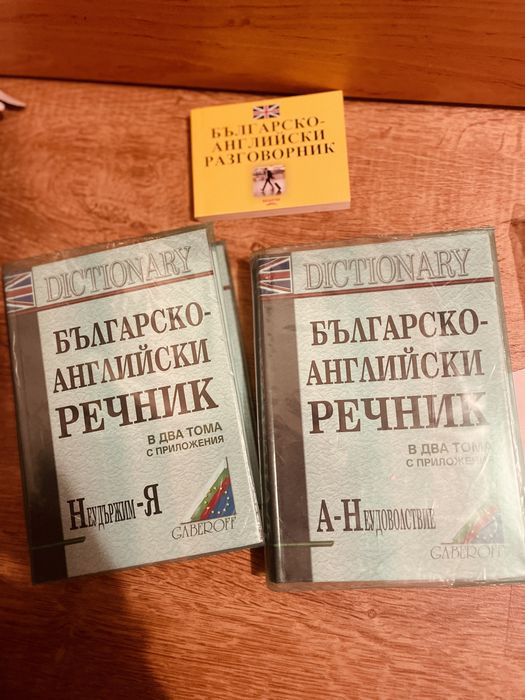 БЪЛГАРСКО-
АНГЛИЙСКИ
РАЗГОВОРНИК
DICTIONARY
БЪЛГАРСКО-
АНГЛИЙСКИ
РЕЧНИК
В ДВА ТОМА
С ПРИЛОЖЕНИЯ
НЕУДЪРЖИМ-Я
GABEROFF
DICTIONARY
БЪЛГАРСКО-
АНГЛИЙСКИ
РЕЧНИК
В ДВА ТОМА
С ПРИЛОЖЕНИЯ
А-НЕУДОВОЛСТВИЕ
GABEROFF